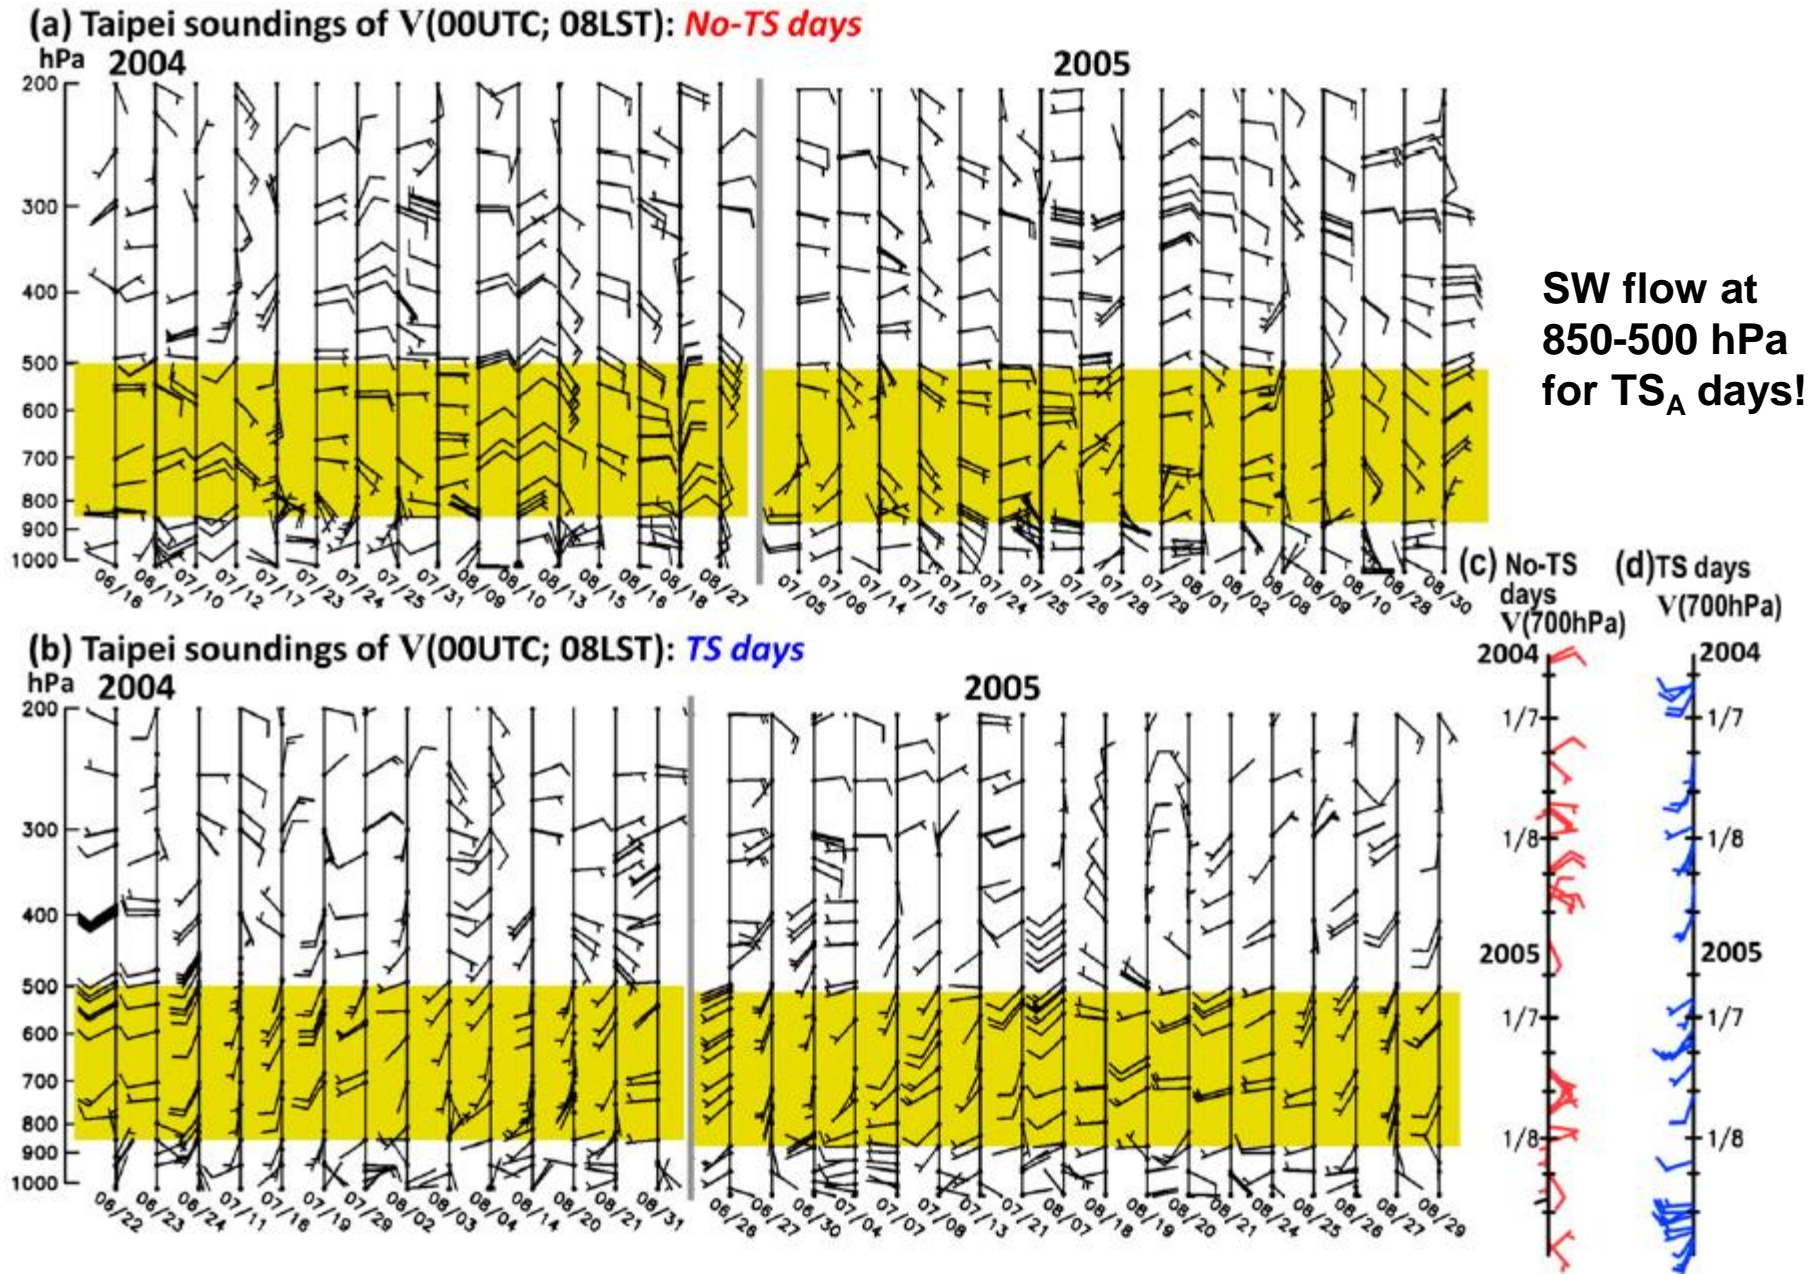 (a) Taipei soundings of V(00UTC; 08LST): No-TS days
hPa 2004 2005
200
300
400
500
600
700
800
900
1000
06/16 06/17 07/10 07/12 07/17 07/23 07/24 07/25 07/31 08/09 08/10 08/13 08/15 08/16 08/18 08/27
07/05 07/06 07/14 07/15 07/16 07/24 07/25 07/26 07/28 07/29 08/01 08/02 08/08 08/09 08/10 08/28 08/30
SW flow at
850-500 hPa
for TSA days!
(b) Taipei soundings of V(00UTC; 08LST): TS days
hPa 2004 2005
200
300
400
500
600
700
800
900
1000
06/22 06/23 06/24 07/11 07/16 07/19 07/29 08/02 08/03 08/04 06/14 08/20 08/21 08/31
06/26 06/27 06/30 07/04 07/07 07/08 07/13 07/21 08/07 08/18 08/19 08/20 08/21 08/24 08/25 08/26 08/27 08/29
(c) No-TS
days
V(700hPa)
2004
1/7
1/8
2005
1/7
1/8
(d)TS days
V(700hPa)
2004
1/7
1/8
2005
1/7
1/8